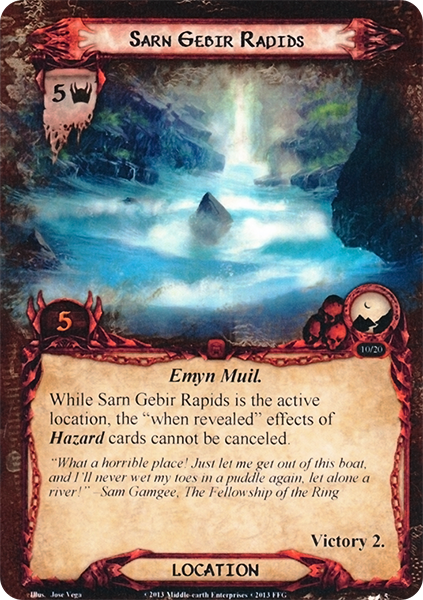 Sarn Gebir Rapids
5
5
10/20
Emyn Muil.
While Sarn Gebir Rapids is the active
location, the “when revealed” effects of
Hazard cards cannot be canceled.
“What a horrible place! Just let me get out of this boat,
and I’ll never wet my toes in a puddle again, let alone a
river!” –Sam Gamgee, The Fellowship of the Ring
Victory 2.
LOCATION
Illus. Jose Vega
©2013 Middle-earth Enterprises ©2013 FFG